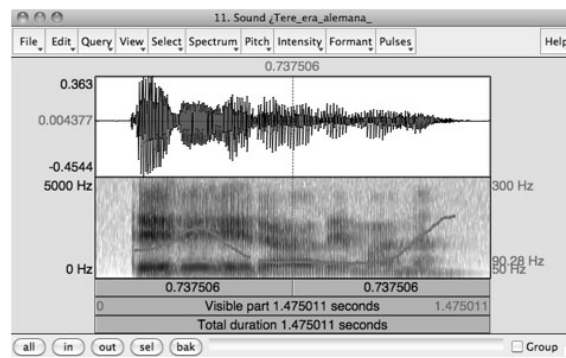 11. Sound ¿Tere_era_alemana_
File Edit Query View Select Spectrum Pitch Intensity Formant Pulses Help
0.737506
0.363
0.004377
-0.4544
5000 Hz 300 Hz
90.28 Hz
0 Hz 50 Hz
0.737506 0.737506
0 Visible part 1.475011 seconds 1.475011
Total duration 1.475011 seconds
all in out sel bak Group